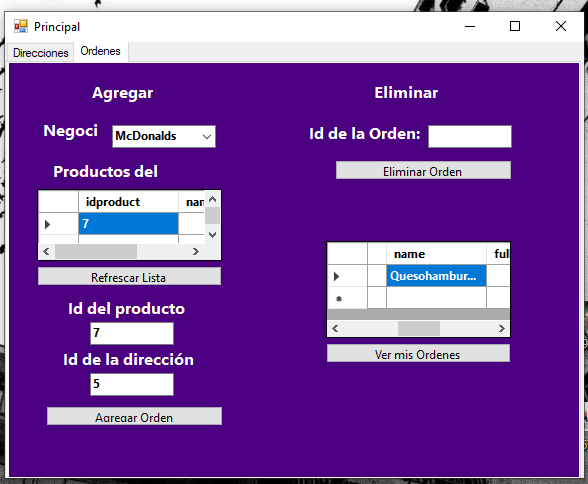 Principal
Direcciones Ordenes
Agregar
Negoci McDonalds
Productos del
idproduct nan
7
Refrescar Lista
Id del producto
7
Id de la dirección
5
Agregar Orden
Eliminar
Id de la Orden:
Eliminar Orden
name ful
Quesohambur...
Ver mis Ordenes